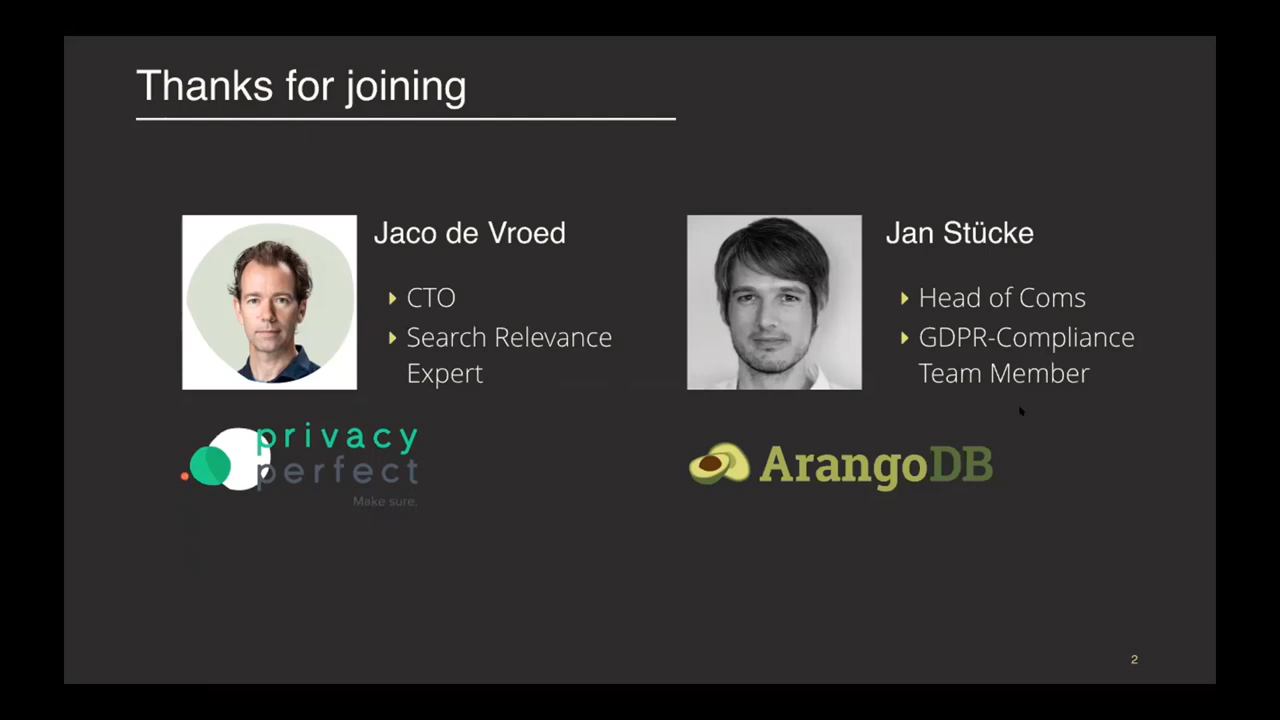 Thanks for joining
Jaco de Vroed
CTO
Search Relevance
Expert
privacy
perfect
Make sure.
Jan Stücke
Head of Coms
GDPR-Compliance
Team Member
ArangoDB
2